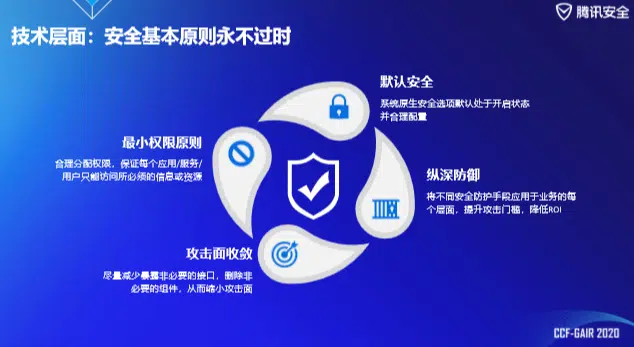 腾讯安全
技术层面：安全基本原则永不过时
默认安全
系统原生安全选项默认处于开启状态
并合理配置
最小权限原则
合理分配权限，保证每个应用/服务/
用户只能访问所必须的信息或资源
纵深防御
将不同安全防护手段应用于业务的每
个层面，提升攻击门槛，降低ROI
攻击面收敛
尽量减少暴露非必要的接口，删除非
必要的组件，从而缩小攻击面
CCF-GAIR 2020